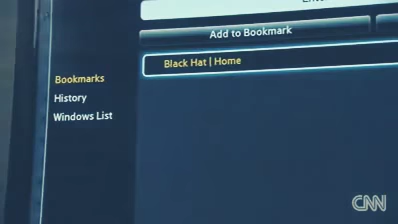 Add to Bookmark
Black Hat | Home
Bookmarks
History
Windows List
CNN